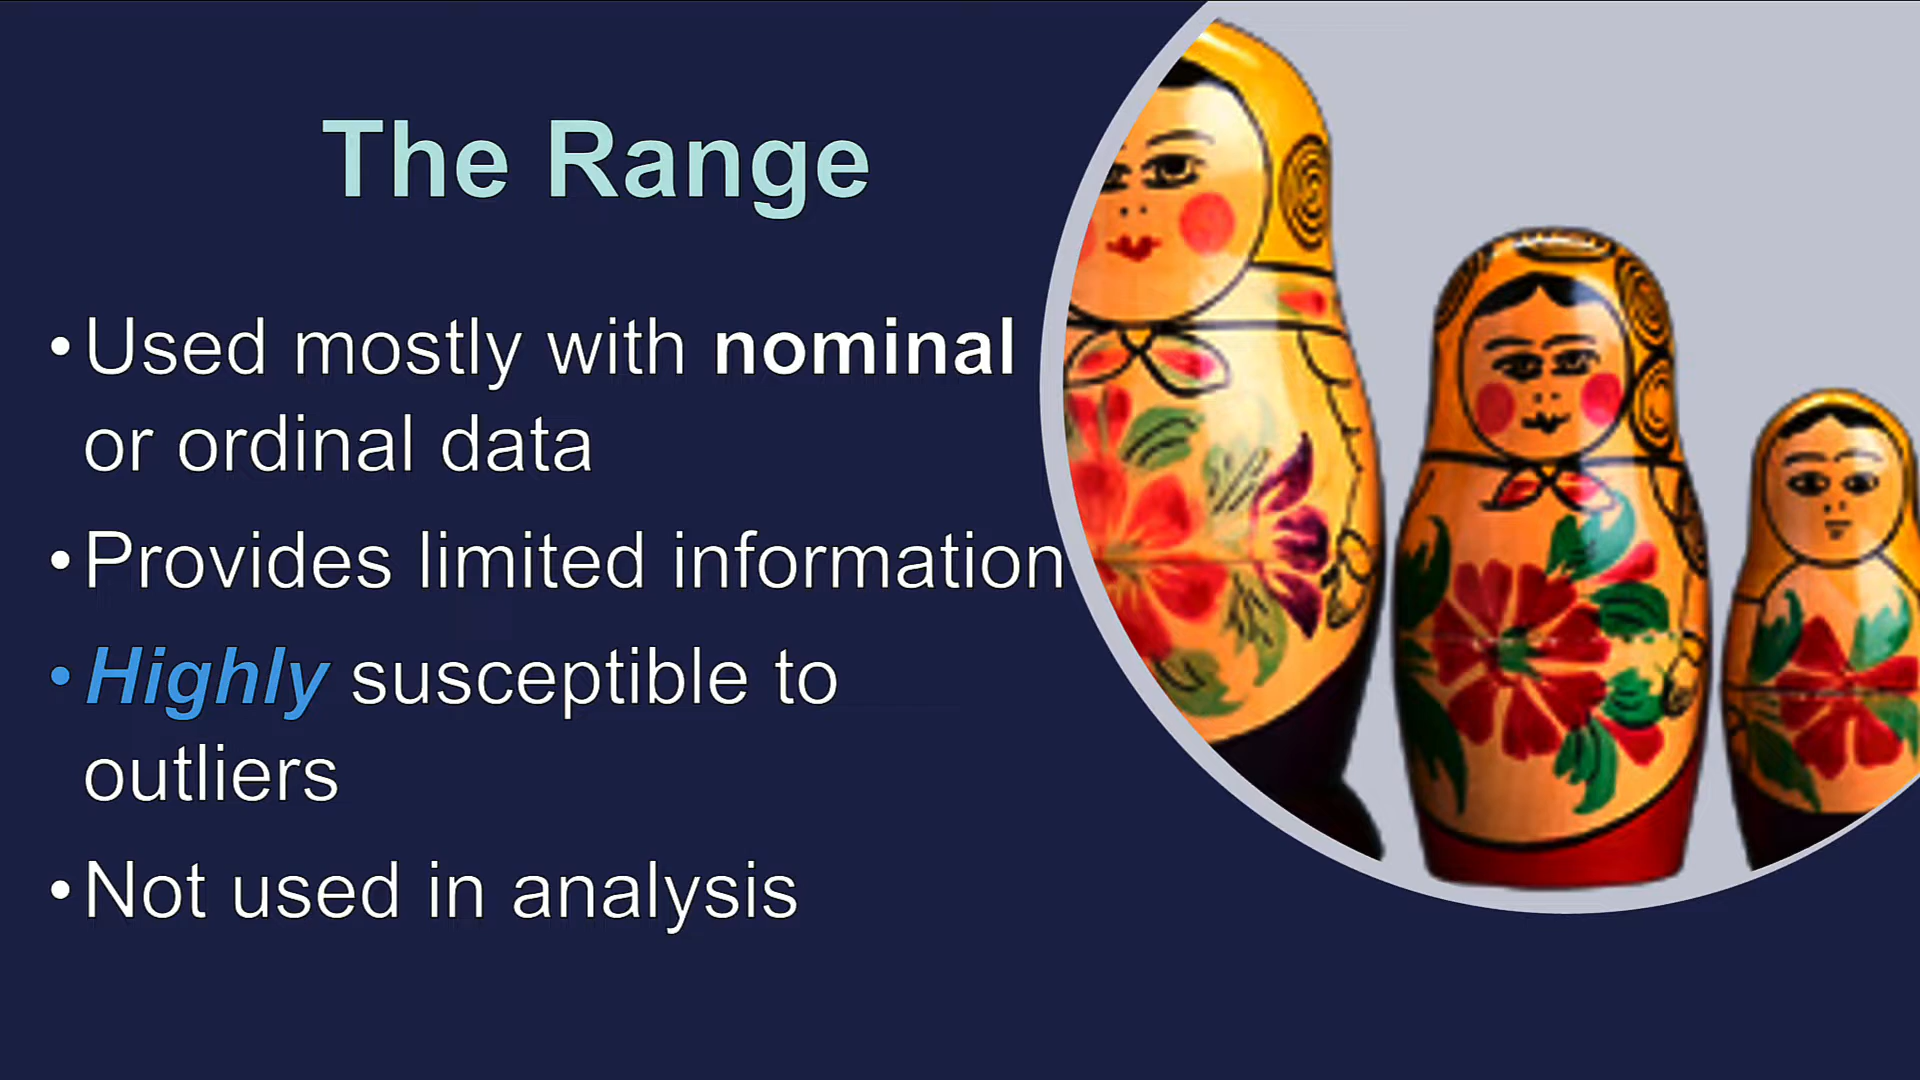 The Range
• Used mostly with nominal
or ordinal data
• Provides limited information
• Highly susceptible to
outliers
• Not used in analysis